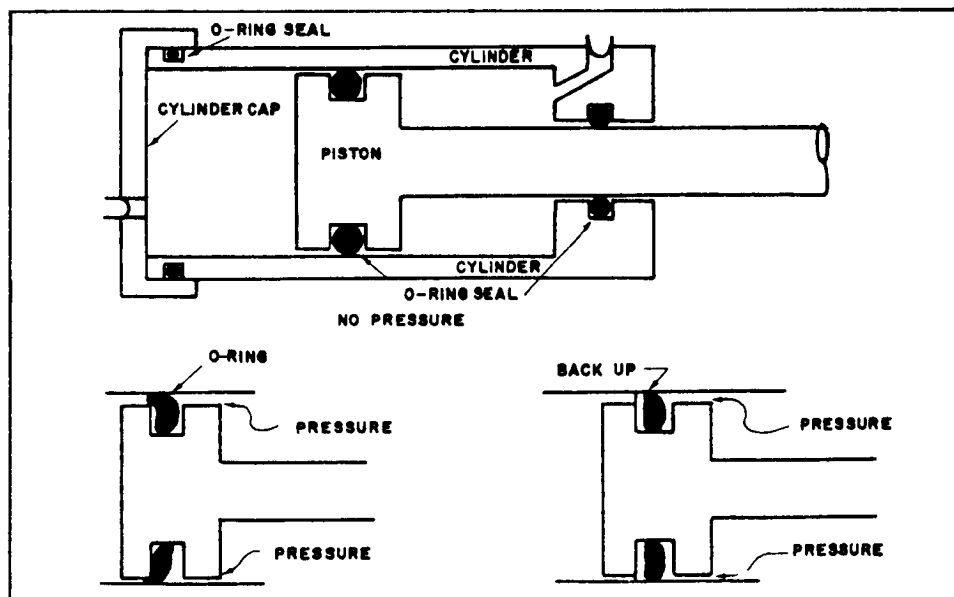 O-RING SEAL
CYLINDER
CYLINDER CAP
PISTON
CYLINDER
O-RING SEAL
NO PRESSURE
O-RING
BACK UP
PRESSURE
PRESSURE
PRESSURE
PRESSURE